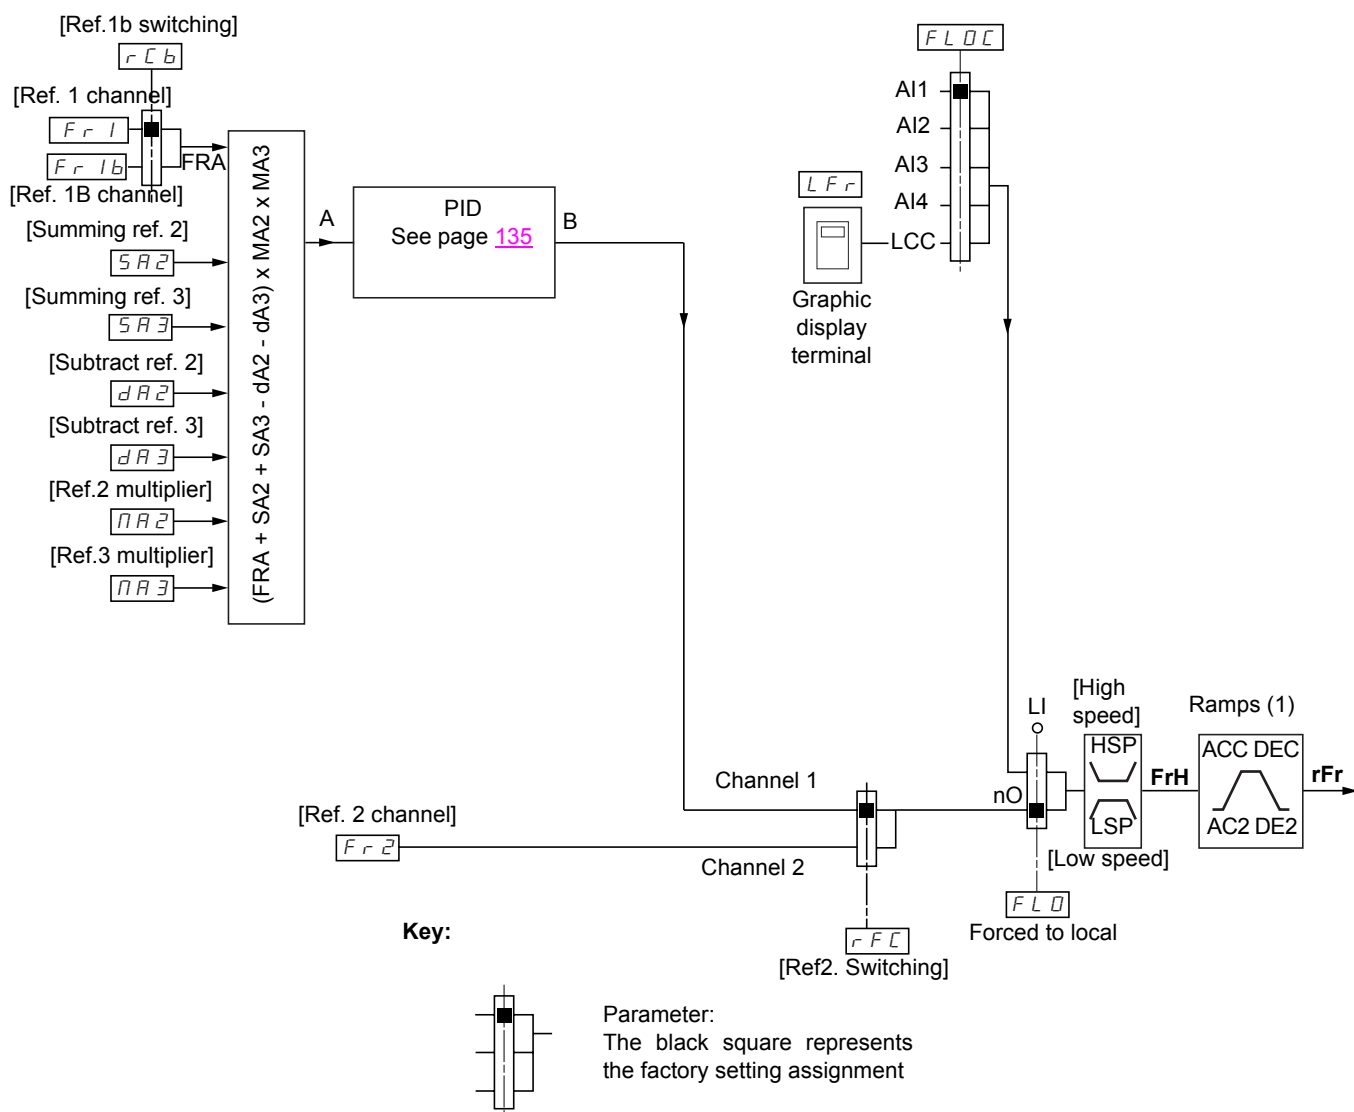 [Ref.1b switching]
rCb
[Ref. 1 channel]
Fr1
Fr1b
FRA
[Ref. 1B channel]
[Summing ref. 2]
SA2
[Summing ref. 3]
SA3
[Subtract ref. 2]
dA2
[Subtract ref. 3]
dA3
[Ref.2 multiplier]
MA2
[Ref.3 multiplier]
MA3
(FRA + SA2 + SA3 - dA2 - dA3) x MA2 x MA3
A
PID
See page 135
B
FLOC
AI1
AI2
AI3
AI4
LCC
LFr
Graphic
display
terminal
Channel 1
[Ref. 2 channel]
Fr2
Channel 2
rFC
[Ref2. Switching]
LI
nO
FLO
Forced to local
[High
speed]
HSP
LSP
[Low speed]
FrH
Ramps (1)
ACC DEC
AC2 DE2
rFr
Key:
Parameter:
The black square represents
the factory setting assignment